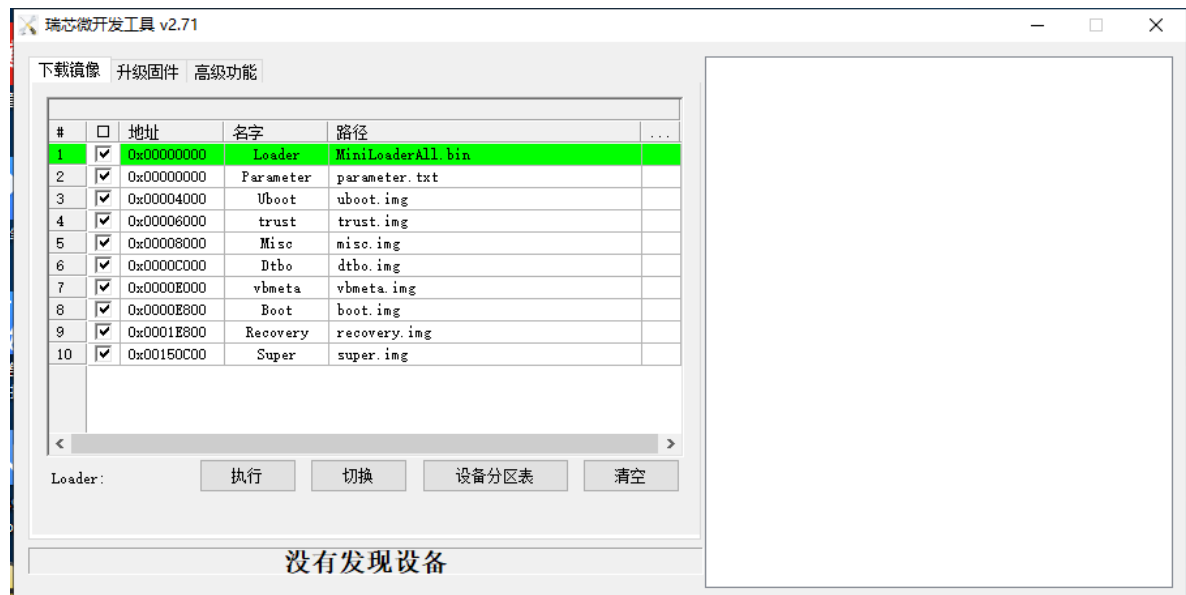 瑞芯微开发工具 v2.71
下载镜像 升级固件 高级功能
# 地址 名字 路径 ...
1 0x00000000 Loader MiniLoaderAll.bin
2 0x00000000 Parameter parameter.txt
3 0x00004000 Uboot uboot.img
4 0x00006000 trust trust.img
5 0x00008000 Misc misc.img
6 0x0000C000 Dtbo dtbo.img
7 0x0000E000 vbmeta vbmeta.img
8 0x0000E800 Boot boot.img
9 0x0001E800 Recovery recovery.img
10 0x00150C00 Super super.img
Loader: 执行 切换 设备分区表 清空
没有发现设备